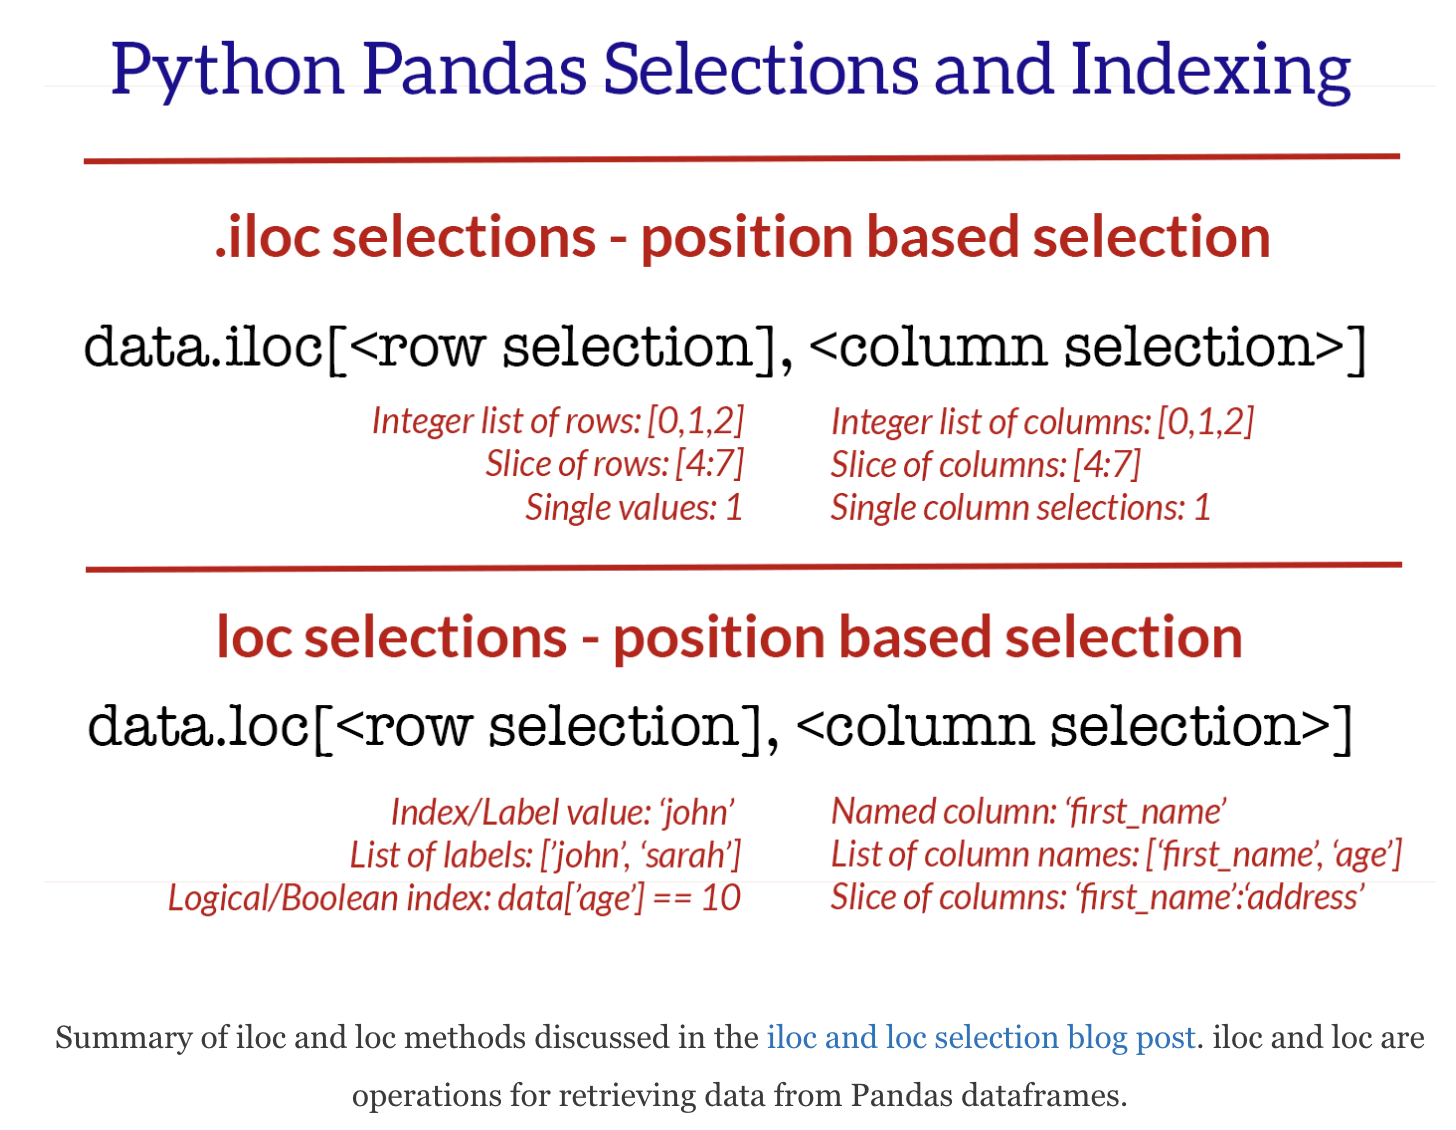 Python Pandas Selections and Indexing
.iloc selections - position based selection
data.iloc[<row selection], <column selection>]
Integer list of rows: [0,1,2]
Integer list of columns: [0,1,2]
Slice of rows: [4:7]
Slice of columns: [4:7]
Single values: 1
Single column selections: 1
loc selections - position based selection
data.loc[<row selection], <column selection>]
Index/Label value: ‘john’
Named column: ‘first_name’
List of labels: [’john’, ‘sarah’]
List of column names: [‘first_name’, ‘age’]
Logical/Boolean index: data[’age’] == 10
Slice of columns: ‘first_name’:‘address’
Summary of iloc and loc methods discussed in the iloc and loc selection blog post. iloc and loc are
operations for retrieving data from Pandas dataframes.